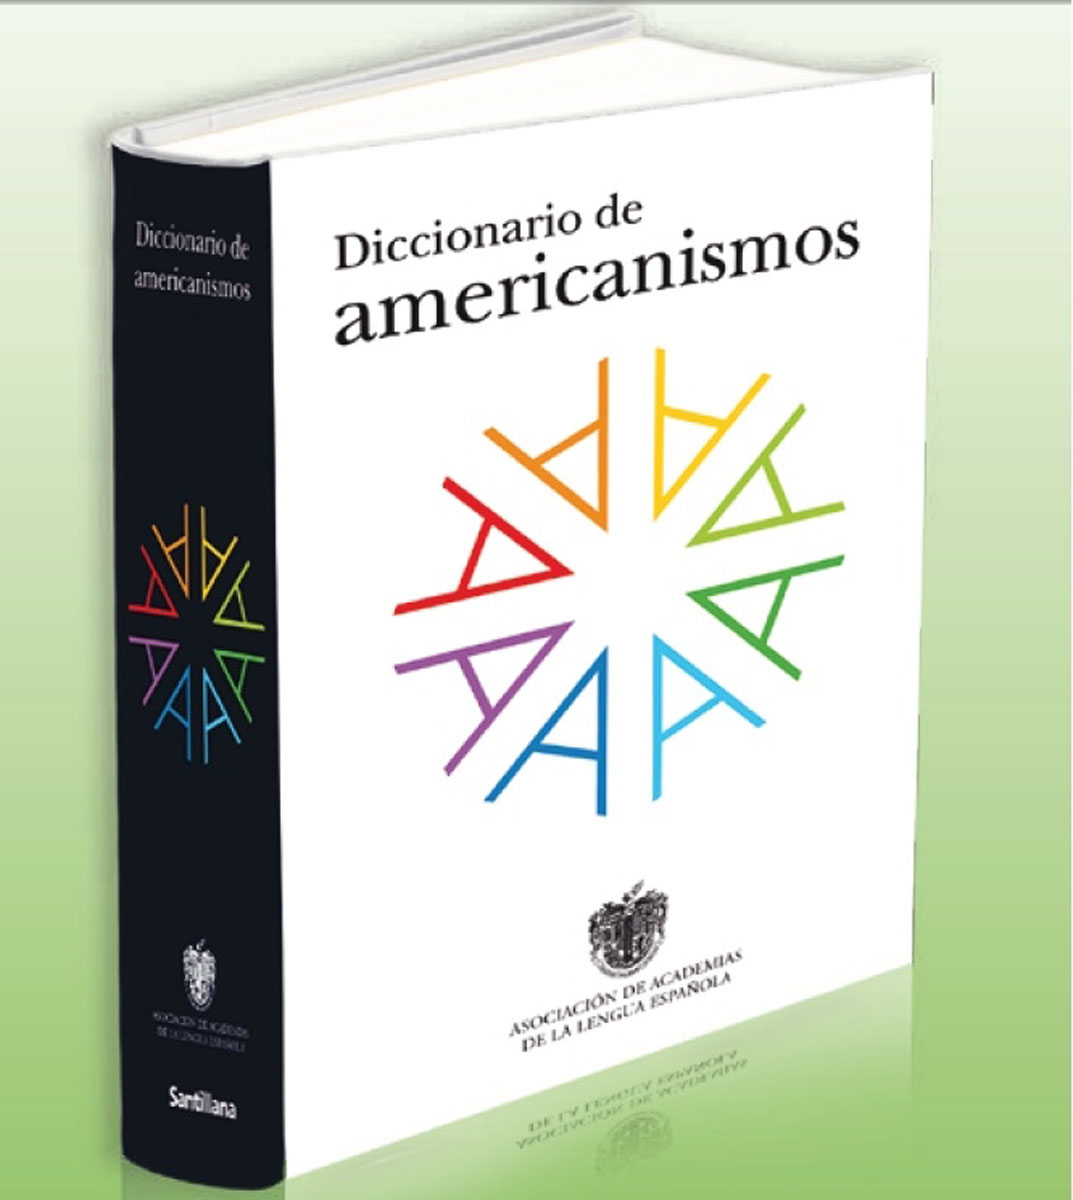 Diccionario de
americanismos
Diccionario de
americanismos
A A A A A A A A
ASOCIACIÓN DE ACADEMIAS
DE LA LENGUA ESPAÑOLA
ASOCIACIÓN DE ACADEMIAS
DE LA LENGUA ESPAÑOLA
Santillana